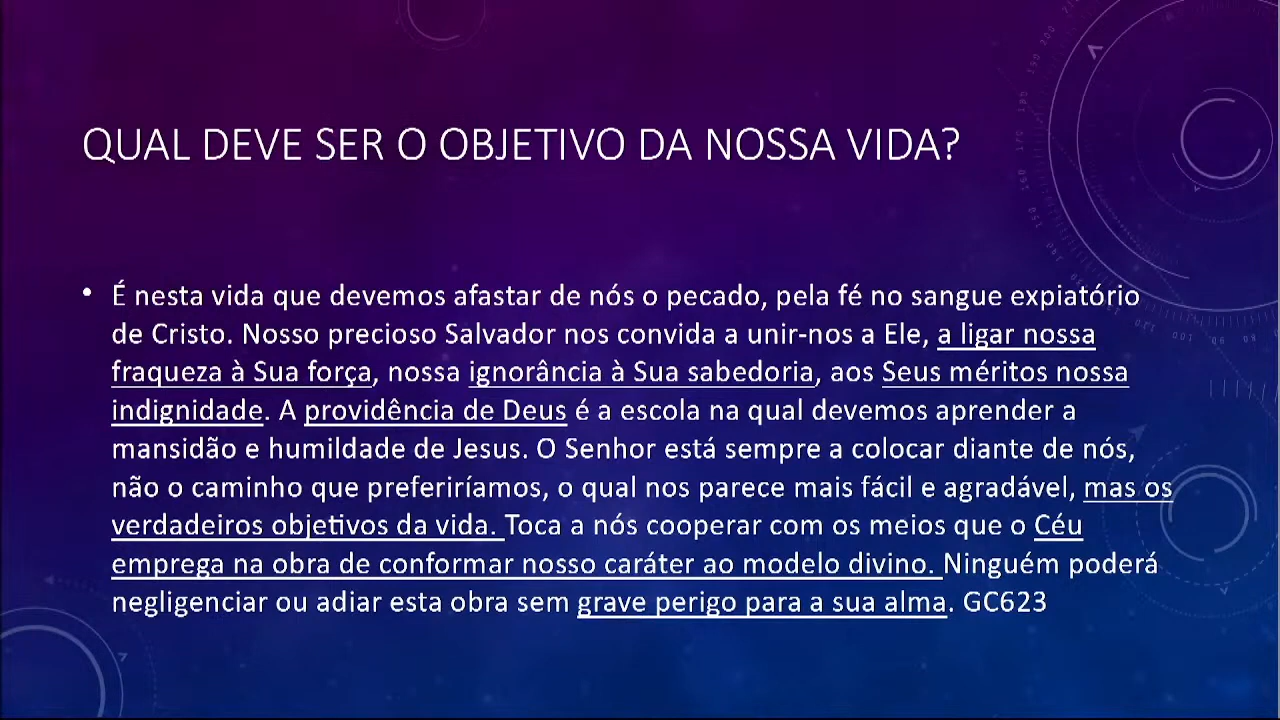 QUAL DEVE SER O OBJETIVO DA NOSSA VIDA?
• É nesta vida que devemos afastar de nós o pecado, pela fé no sangue expiatório
de Cristo. Nosso precioso Salvador nos convida a unir-nos a Ele, a ligar nossa
fraqueza à Sua força, nossa ignorância à Sua sabedoria, aos Seus méritos nossa
indignidade. A providência de Deus é a escola na qual devemos aprender a
mansidão e humildade de Jesus. O Senhor está sempre a colocar diante de nós,
não o caminho que preferiríamos, o qual nos parece mais fácil e agradável, mas os
verdadeiros objetivos da vida. Toca a nós cooperar com os meios que o Céu
emprega na obra de conformar nosso caráter ao modelo divino. Ninguém poderá
negligenciar ou adiar esta obra sem grave perigo para a sua alma. GC623